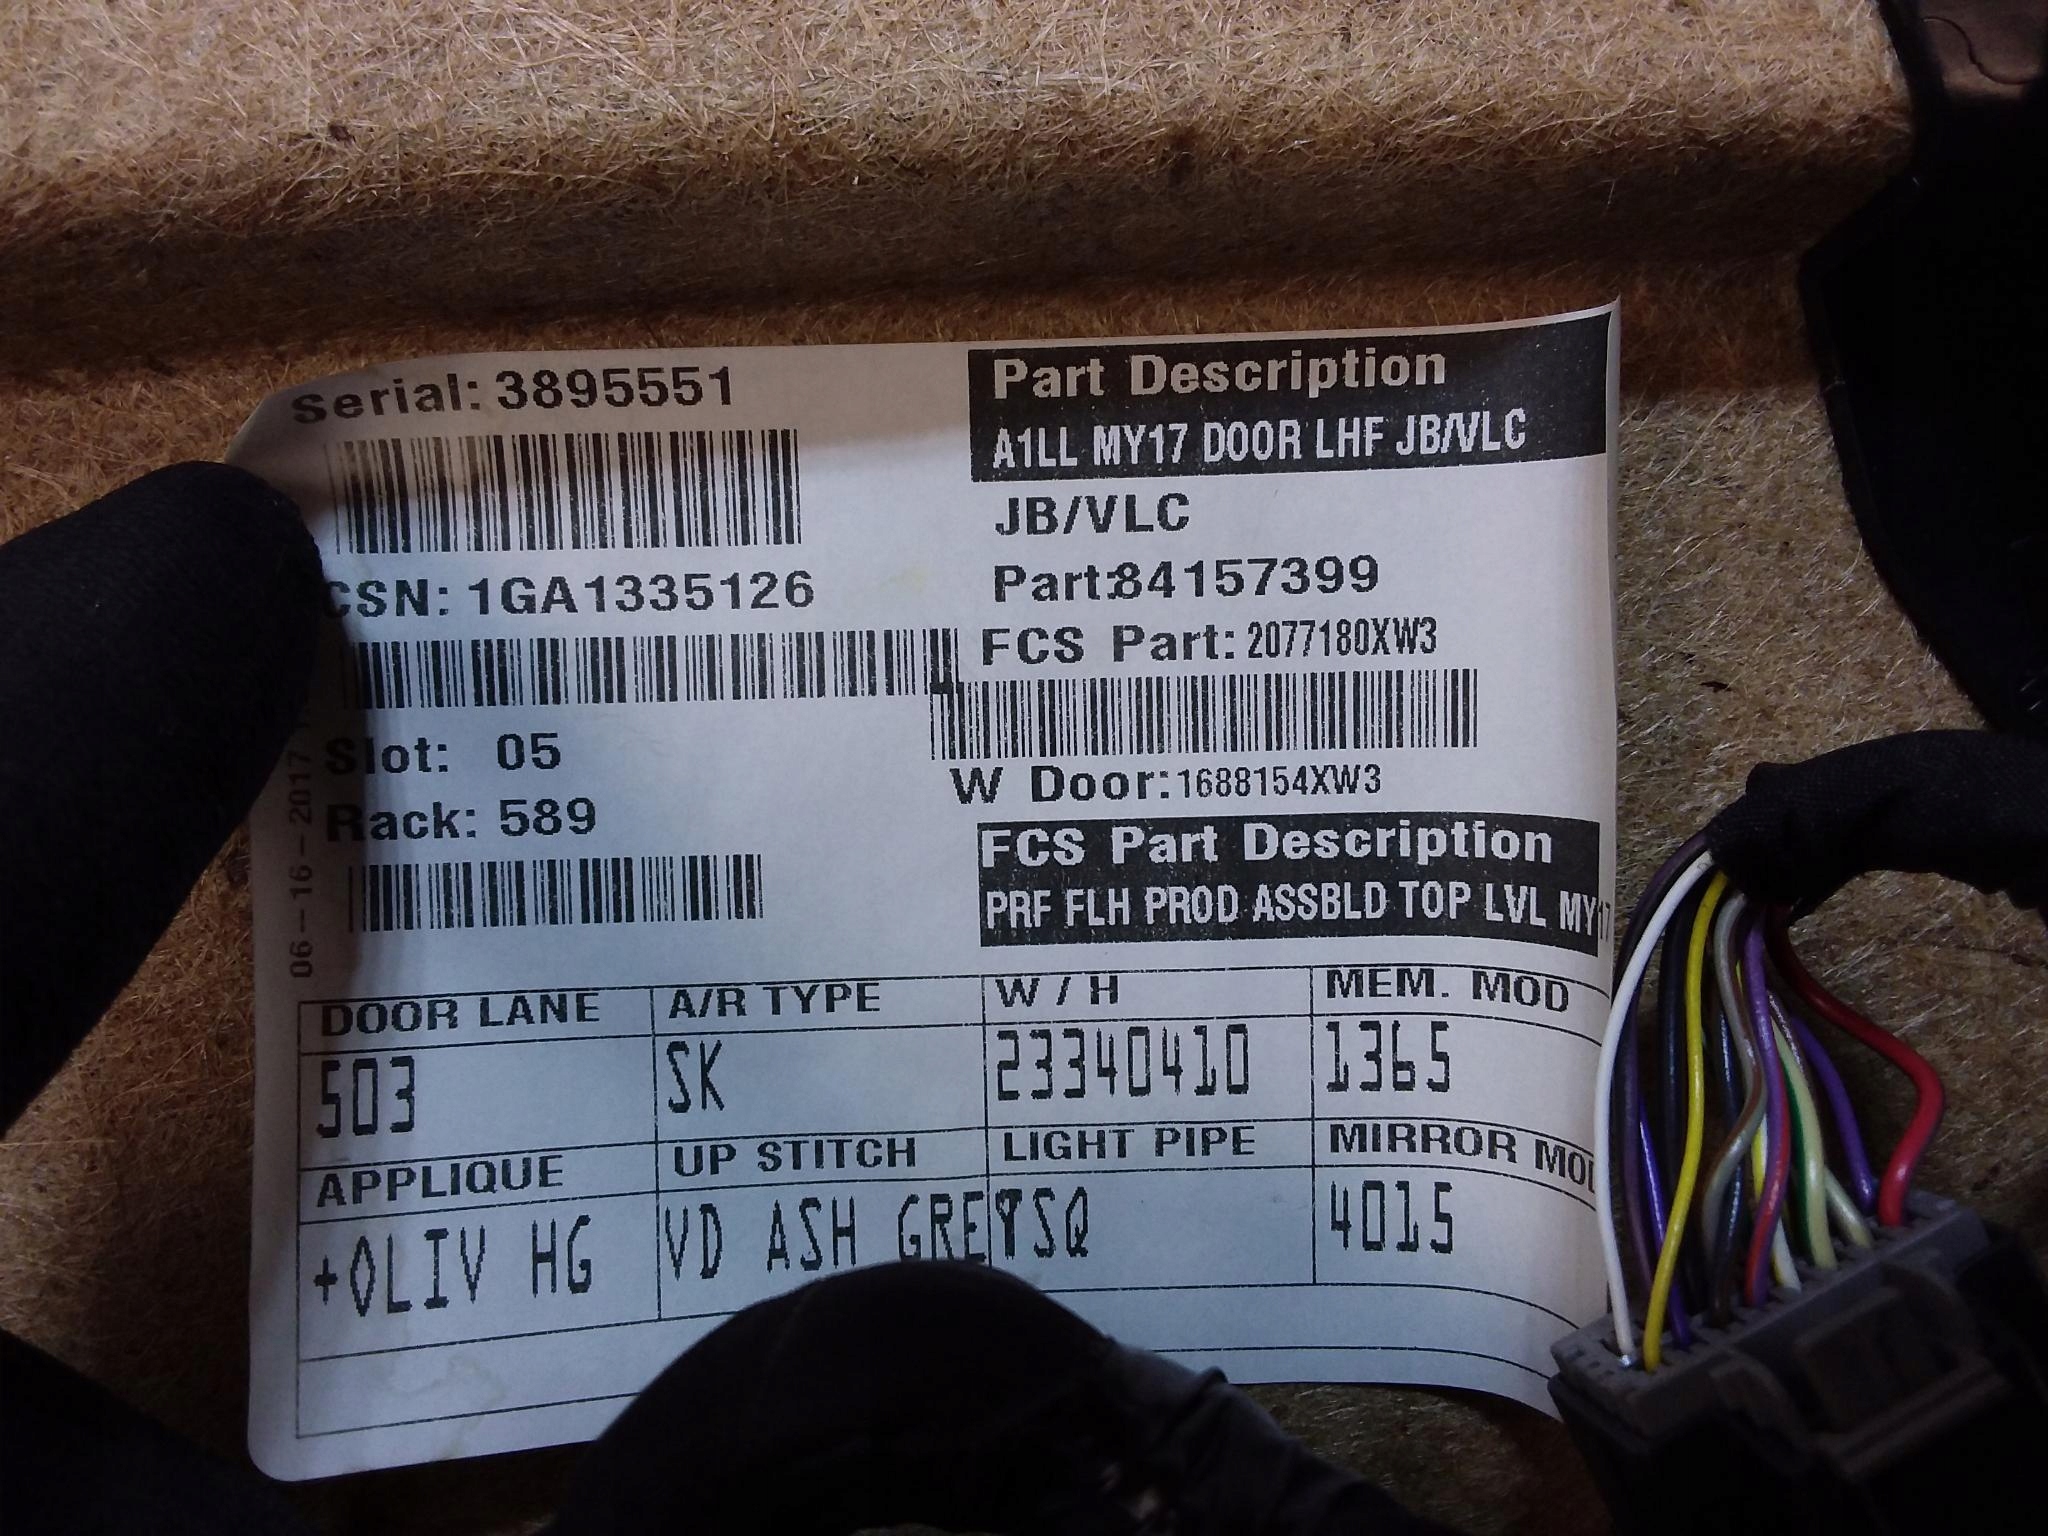 Serial: 3895551
CSN: 1GA1335126
Slot: 05
Rack: 589
06-16-2017
Part Description
A1LL MY17 DOOR LHF JB/VLC
JB/VLC
Part:84157399
FCS Part: 2077180XW3
W Door: 1688154XW3
FCS Part Description
PRF FLH PROD ASSBLD TOP LVL MY17
DOOR LANE A/R TYPE W/H MEM. MOD
503 SK 23340410 1365
APPLIQUE UP STITCH LIGHT PIPE MIRROR MOD
+OLIV HG VD ASH GREY TSQ 4015